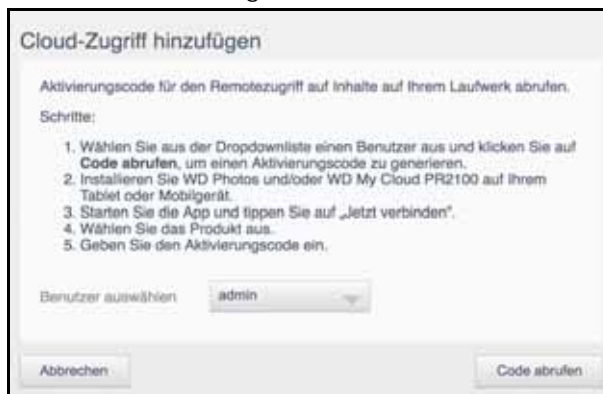 Cloud-Zugriff hinzufügen
Aktivierungscode für den Remotezugriff auf Inhalte auf Ihrem Laufwerk abrufen.
Schritte:
1. Wählen Sie aus der Dropdownliste einen Benutzer aus und klicken Sie auf
Code abrufen, um einen Aktivierungscode zu generieren.
2. Installieren Sie WD Photos und/oder WD My Cloud PR2100 auf Ihrem
Tablet oder Mobilgerät.
3. Starten Sie die App und tippen Sie auf „Jetzt verbinden".
4. Wählen Sie das Produkt aus.
5. Geben Sie den Aktivierungscode ein.
Benutzer auswählen admin
Abbrechen Code abrufen